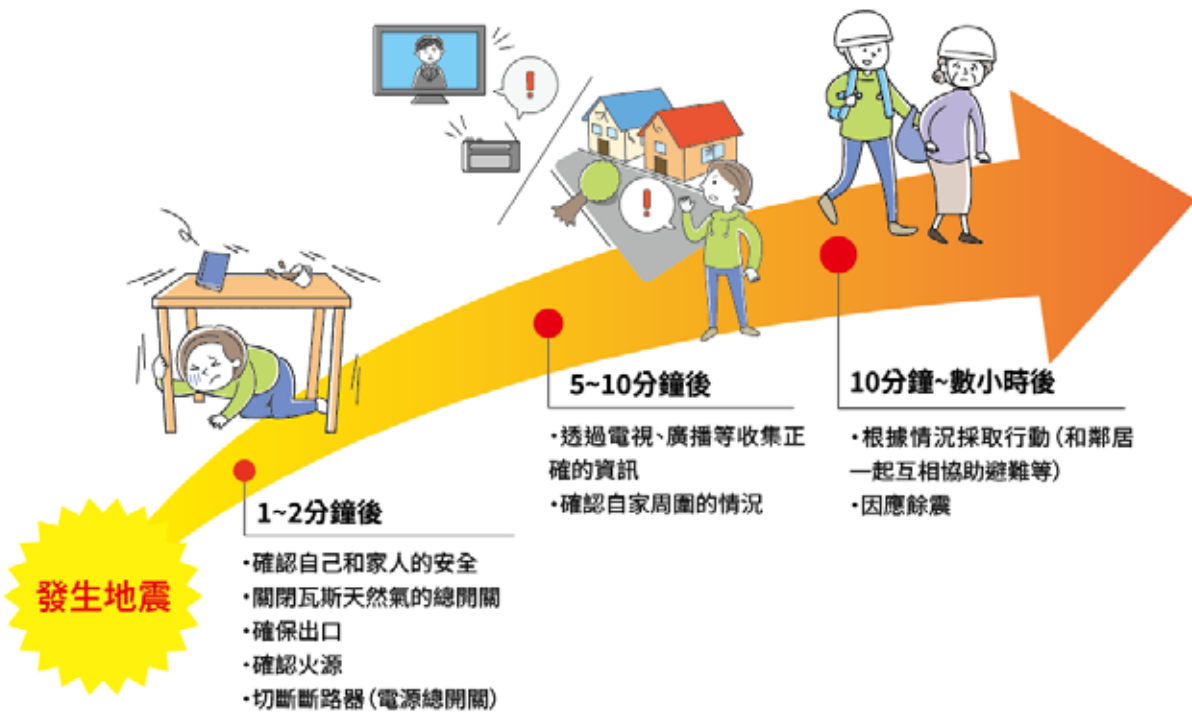 發生地震
1~2分鐘後
・確認自己和家人的安全
・關閉瓦斯天然氣的總開關
・確保出口
・確認火源
・切斷斷路器(電源總開關)
5~10分鐘後
・透過電視、廣播等收集正
確的資訊
・確認自家周圍的情況
10分鐘~數小時後
・根據情況採取行動(和鄰居
一起互相協助避難等)
・因應餘震